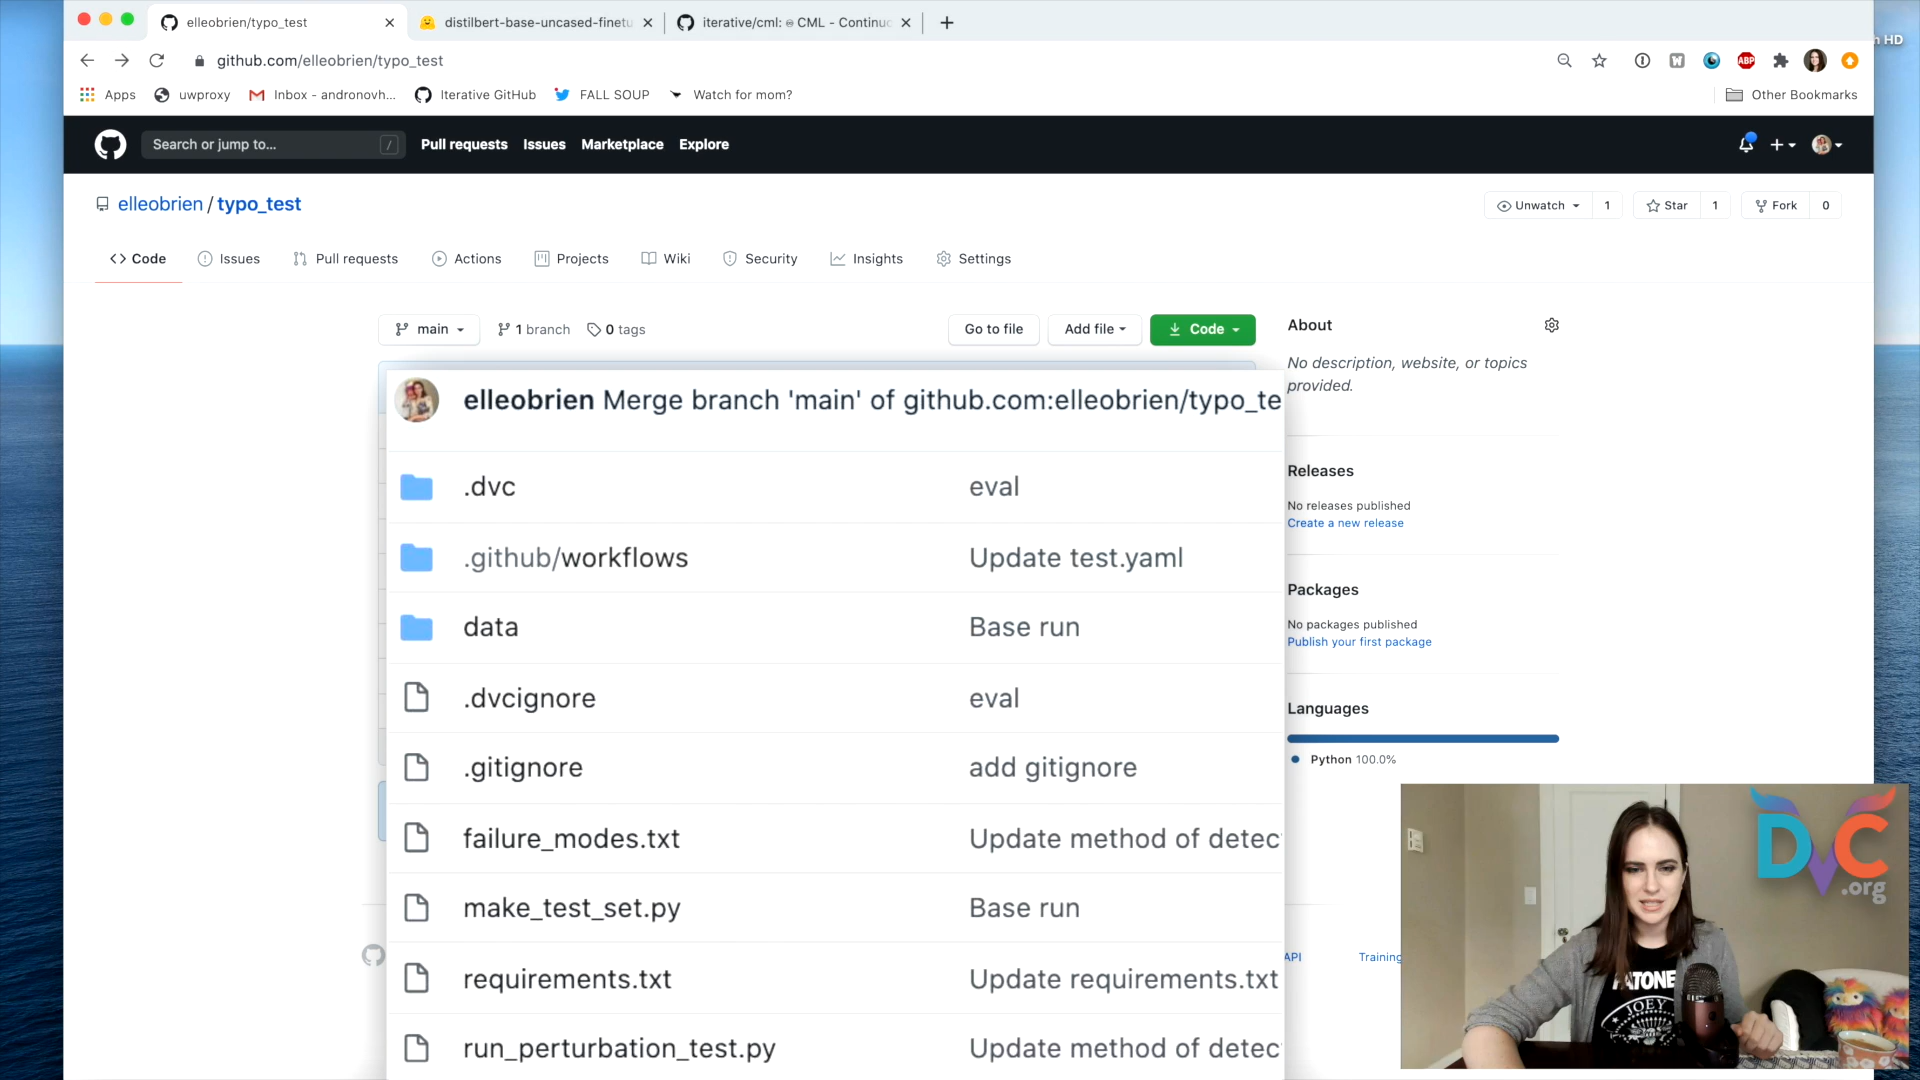 elleobrien/typo_test
distilbert-base-uncased-finetu
iterative/cml: ♾️ CML - Continuo
h HD
github.com/elleobrien/typo_test
ABP
Apps
uwproxy
Inbox - andronovh...
Iterative GitHub
FALL SOUP
Watch for mom?
Other Bookmarks
Search or jump to...
/
Pull requests
Issues
Marketplace
Explore
elleobrien / typo_test
Unwatch 1
Star 1
Fork 0
Code
Issues
Pull requests
Actions
Projects
Wiki
Security
Insights
Settings
main
1 branch
0 tags
Go to file
Add file
Code
About
No description, website, or topics
provided.
elleobrien Merge branch 'main' of github.com:elleobrien/typo_te
.dvc eval
.github/workflows Update test.yaml
data Base run
.dvcignore eval
.gitignore add gitignore
failure_modes.txt Update method of detec
make_test_set.py Base run
requirements.txt Update requirements.txt
run_perturbation_test.py Update method of detec
Releases
No releases published
Create a new release
Packages
No packages published
Publish your first package
Languages
Python 100.0%
API
Training
DVC
.org
JOEY